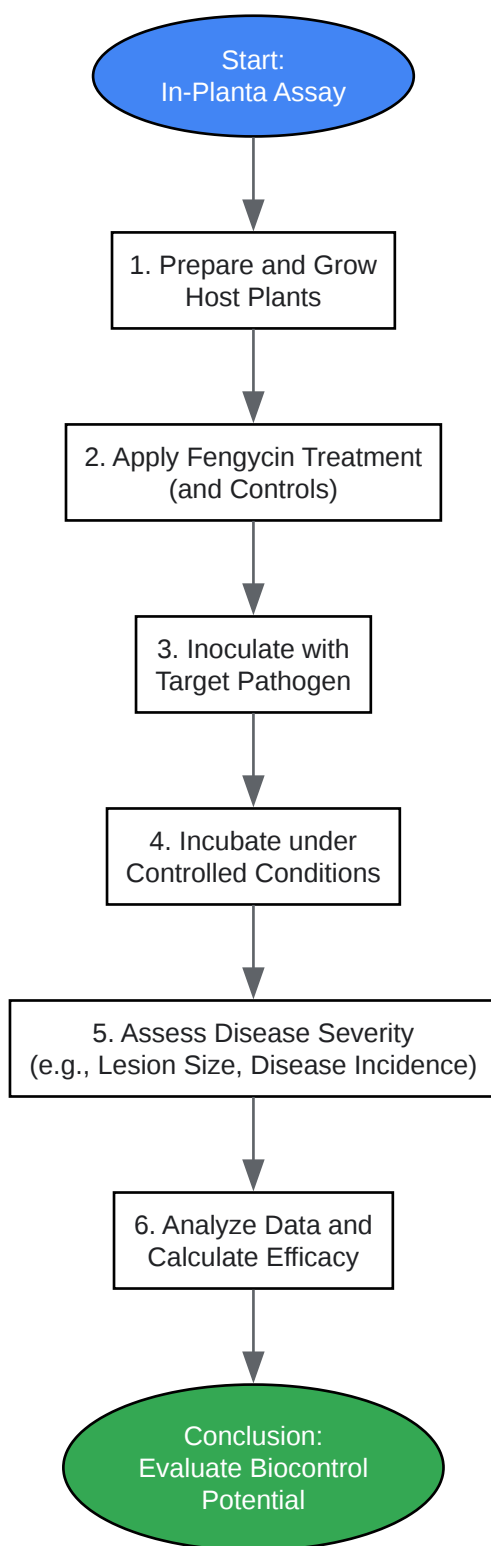 Start:
In-Planta Assay
1. Prepare and Grow
Host Plants
2. Apply Fengycin Treatment
(and Controls)
3. Inoculate with
Target Pathogen
4. Incubate under
Controlled Conditions
5. Assess Disease Severity
(e.g., Lesion Size, Disease Incidence)
6. Analyze Data and
Calculate Efficacy
Conclusion:
Evaluate Biocontrol
Potential